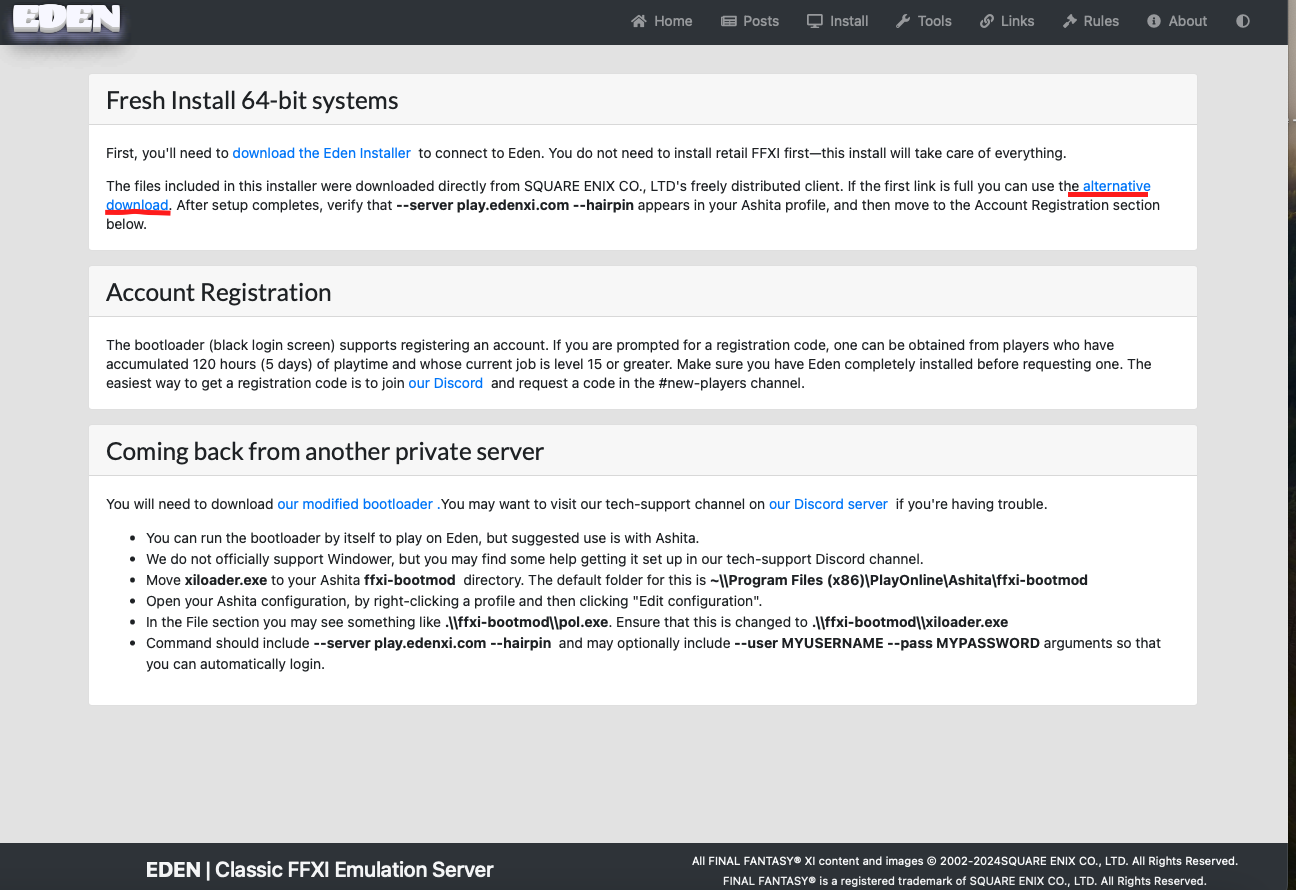 EDEN
Home Posts Install Tools Links Rules About
Fresh Install 64-bit systems
First, you'll need to download the Eden Installer to connect to Eden. You do not need to install retail FFXI first—this install will take care of everything.
The files included in this installer were downloaded directly from SQUARE ENIX CO., LTD's freely distributed client. If the first link is full you can use the alternative
download. After setup completes, verify that --server play.edenxi.com --hairpin appears in your Ashita profile, and then move to the Account Registration section
below.
Account Registration
The bootloader (black login screen) supports registering an account. If you are prompted for a registration code, one can be obtained from players who have
accumulated 120 hours (5 days) of playtime and whose current job is level 15 or greater. Make sure you have Eden completely installed before requesting one. The
easiest way to get a registration code is to join our Discord and request a code in the #new-players channel.
Coming back from another private server
You will need to download our modified bootloader .You may want to visit our tech-support channel on our Discord server if you're having trouble.
• You can run the bootloader by itself to play on Eden, but suggested use is with Ashita.
• We do not officially support Windower, but you may find some help getting it set up in our tech-support Discord channel.
• Move xiloader.exe to your Ashita ffxi-bootmod directory. The default folder for this is ~\\Program Files (x86)\PlayOnline\Ashita\ffxi-bootmod
• Open your Ashita configuration, by right-clicking a profile and then clicking "Edit configuration".
• In the File section you may see something like .\\ffxi-bootmod\\pol.exe. Ensure that this is changed to .\\ffxi-bootmod\\xiloader.exe
• Command should include --server play.edenxi.com --hairpin and may optionally include --user MYUSERNAME --pass MYPASSWORD arguments so that
you can automatically login.
EDEN | Classic FFXI Emulation Server
All FINAL FANTASY® XI content and images © 2002-2024SQUARE ENIX CO., LTD. All Rights Reserved.
FINAL FANTASY® is a registered trademark of SQUARE ENIX CO., LTD. All Rights Reserved.